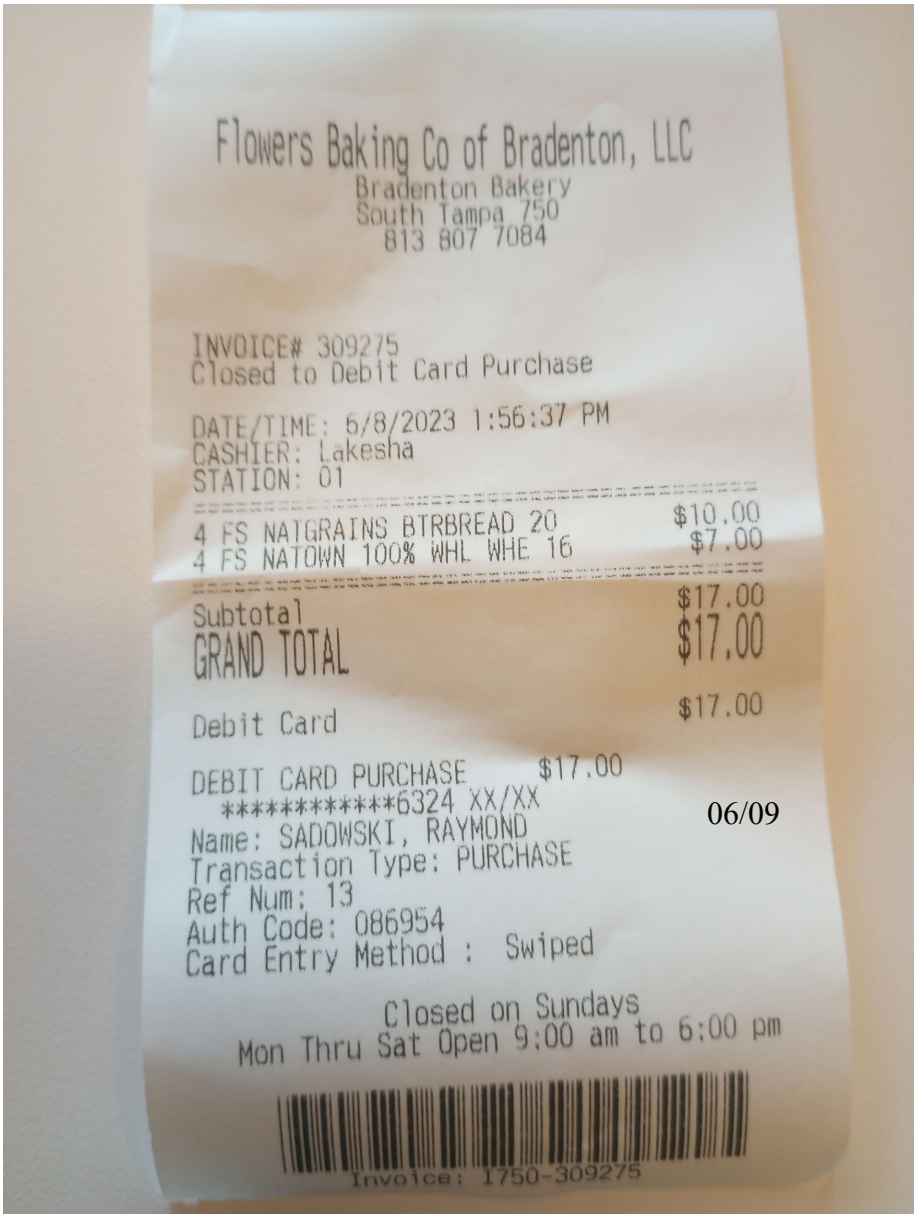 Flowers Baking Co of Bradenton, LLC
Bradenton Bakery
South Tampa 750
813 807 7084
INVOICE# 309275
Closed to Debit Card Purchase
DATE/TIME: 6/8/2023 1:56:37 PM
CASHIER: Lakesha
STATION: 01
4 FS NATGRAINS BTRBREAD 20 $10.00
4 FS NATOWN 100% WHL WHE 16 $7.00
Subtotal $17.00
GRAND TOTAL $17.00
Debit Card $17.00
DEBIT CARD PURCHASE $17.00
************6324 XX/XX
06/09
Name: SADOWSKI, RAYMOND
Transaction Type: PURCHASE
Ref Num: 13
Auth Code: 086954
Card Entry Method : Swiped
Closed on Sundays
Mon Thru Sat Open 9:00 am to 6:00 pm
Invoice: I750-309275